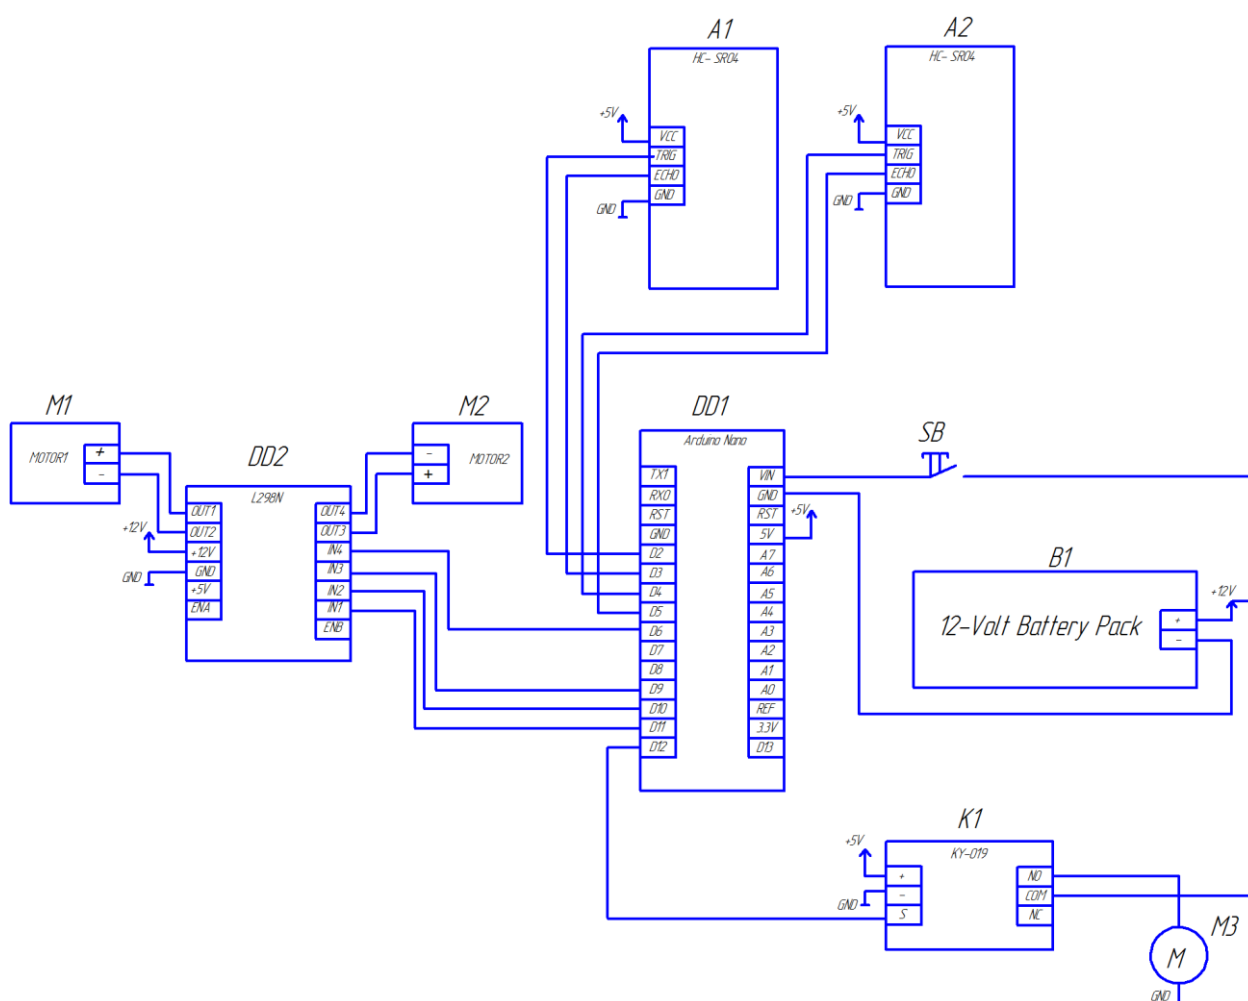 A1
HC- SR04
+5V
VCC
TRIG
ECHO
GND
GND
A2
HC- SR04
+5V
VCC
TRIG
ECHO
GND
GND
M1
MOTOR1
+
-
DD2
L298N
OUT1
OUT2
+12V
GND
+5V
ENA
+12V
GND
OUT4
OUT3
IN4
IN3
IN2
IN1
ENB
M2
-
+
MOTOR2
DD1
Arduino Nano
TX1
RX0
RST
GND
D2
D3
D4
D5
D6
D7
D8
D9
D10
D11
D12
VIN
GND
RST
5V
A7
A6
A5
A4
A3
A2
A1
A0
REF
3.3V
D13
+5V
SB
B1
12-Volt Battery Pack
+
-
+12V
K1
KY-019
+5V
GND
+
-
S
NO
COM
NC
M3
M
GND